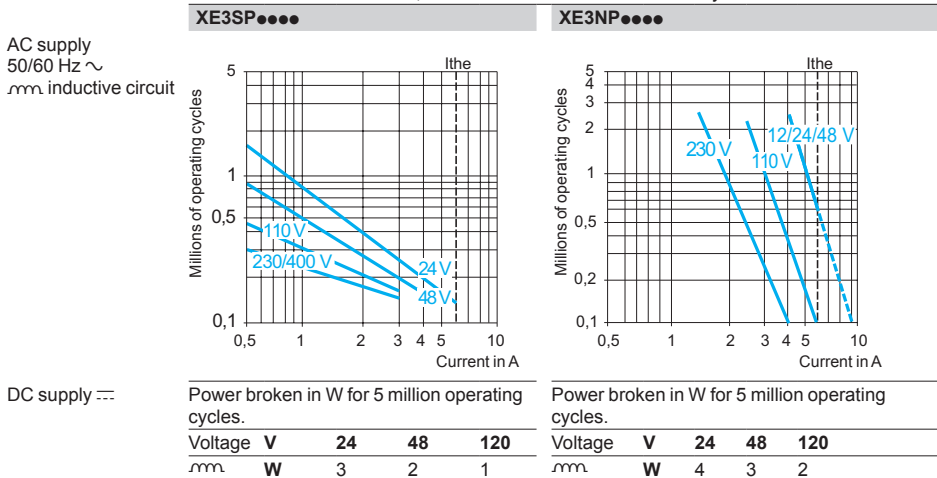 XE3SP●●●●
XE3NP●●●●
AC supply
50/60 Hz ∼
inductive circuit
Millions of operating cycles
5
1
0,5
0,1
Ithe
110 V
230/400 V
24 V
48 V
0,5 1 2 3 4 5 10
Current in A
Millions of operating cycles
5
4
3
2
1
0,5
0,2
0,1
Ithe
230 V
110 V
12/24/48 V
0,5 1 2 3 4 5 10
Current in A
DC supply
Power broken in W for 5 million operating
cycles.
Voltage V 24 48 120
W 3 2 1
Power broken in W for 5 million operating
cycles.
Voltage V 24 48 120
W 4 3 2